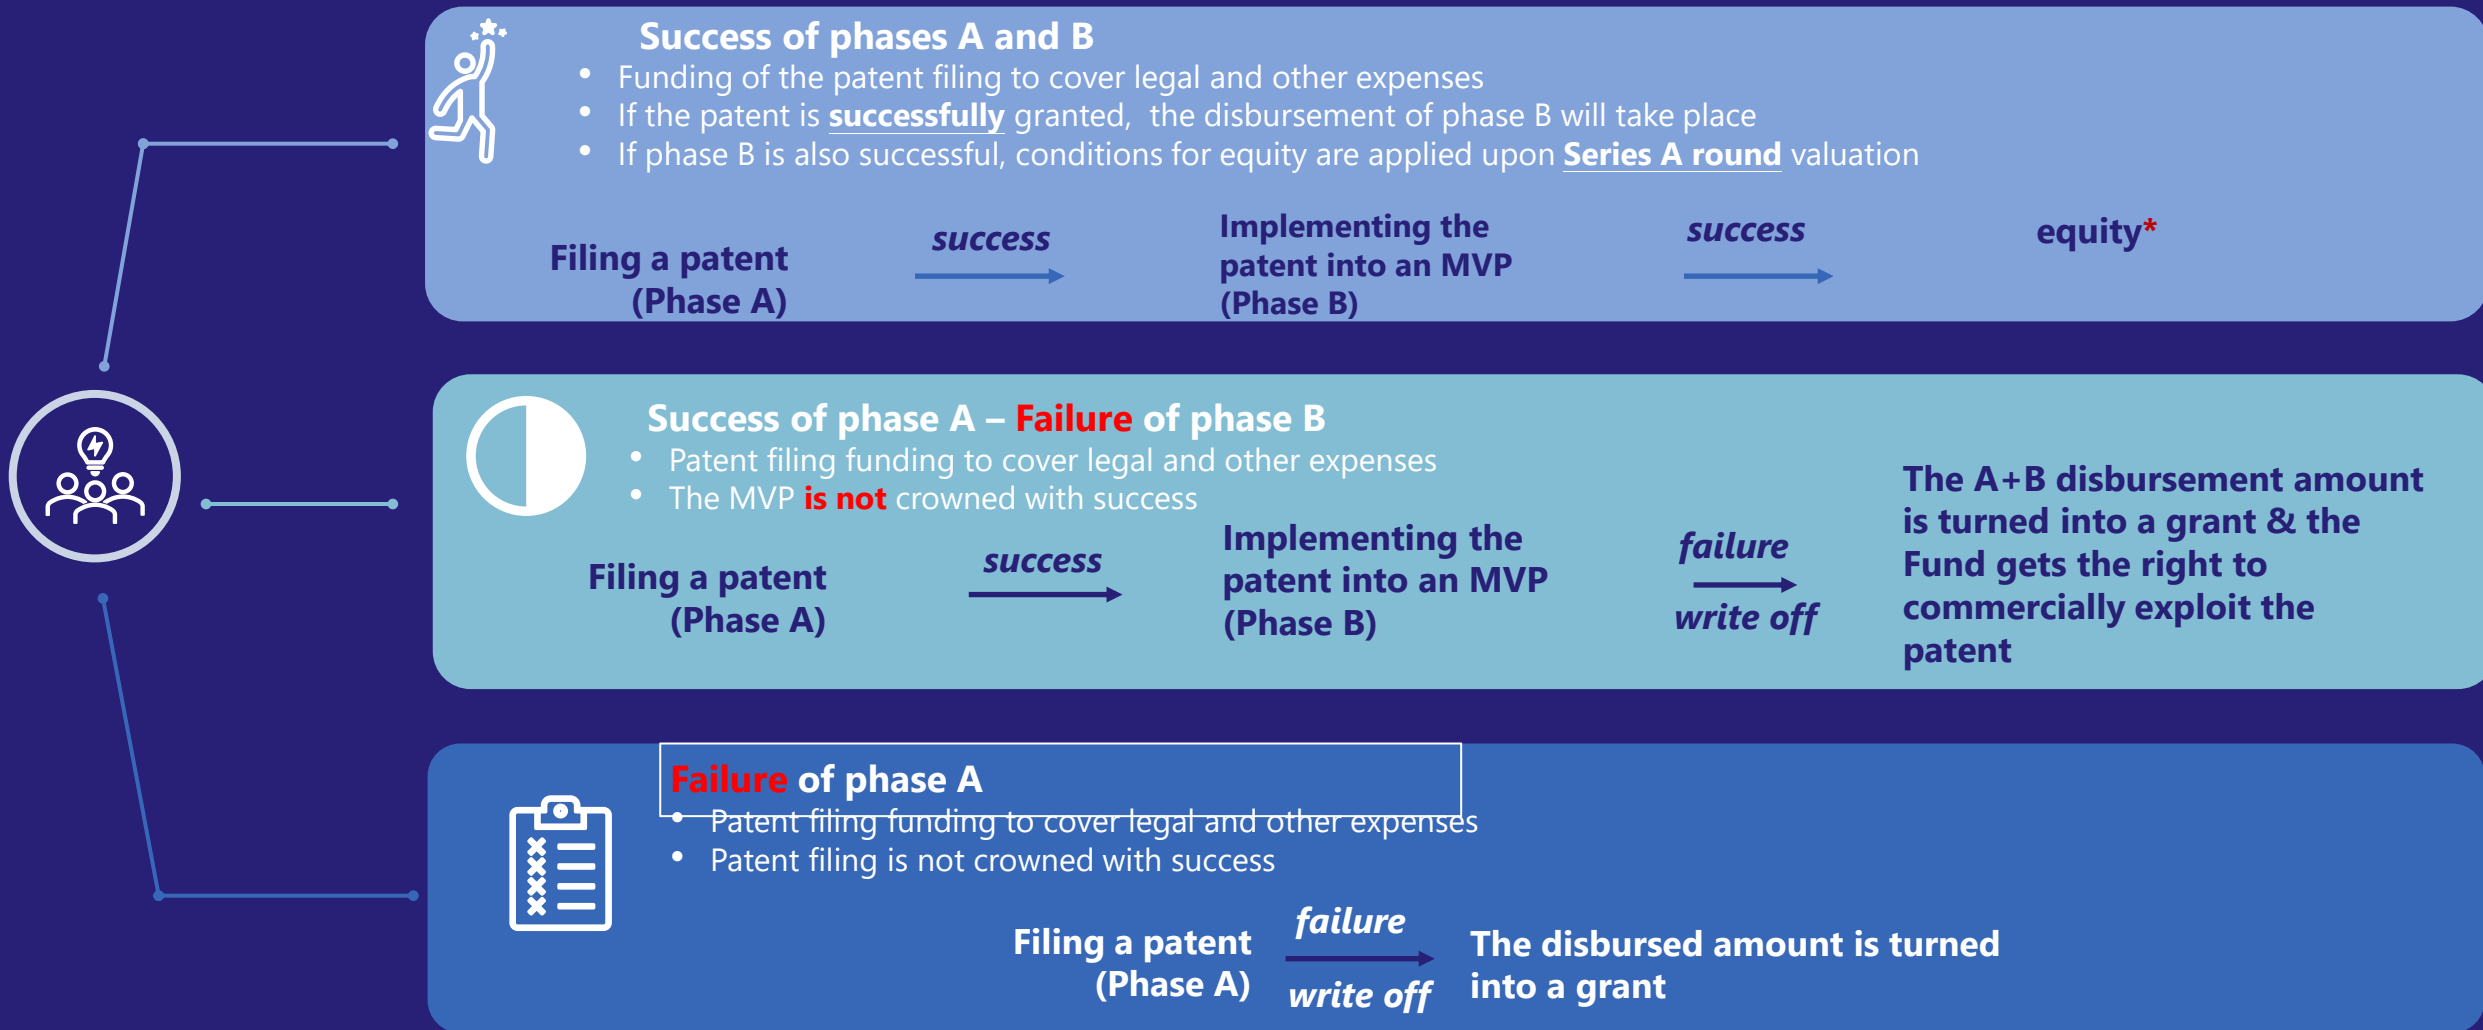 Success of phases A and B
• Funding of the patent filing to cover legal and other expenses
• If the patent is successfully granted,  the disbursement of phase B will take place
• If phase B is also successful, conditions for equity are applied upon Series A round valuation
Filing a patent
(Phase A)
success
Implementing the
patent into an MVP
(Phase B)
success
equity*
Success of phase A – Failure of phase B
• Patent filing funding to cover legal and other expenses
• The MVP is not crowned with success
Filing a patent
(Phase A)
success
Implementing the
patent into an MVP
(Phase B)
failure
write off
The A+B disbursement amount
is turned into a grant & the
Fund gets the right to
commercially exploit the
patent
Failure of phase A
• Patent filing funding to cover legal and other expenses
• Patent filing is not crowned with success
Filing a patent
(Phase A)
failure
write off
The disbursed amount is turned
into a grant